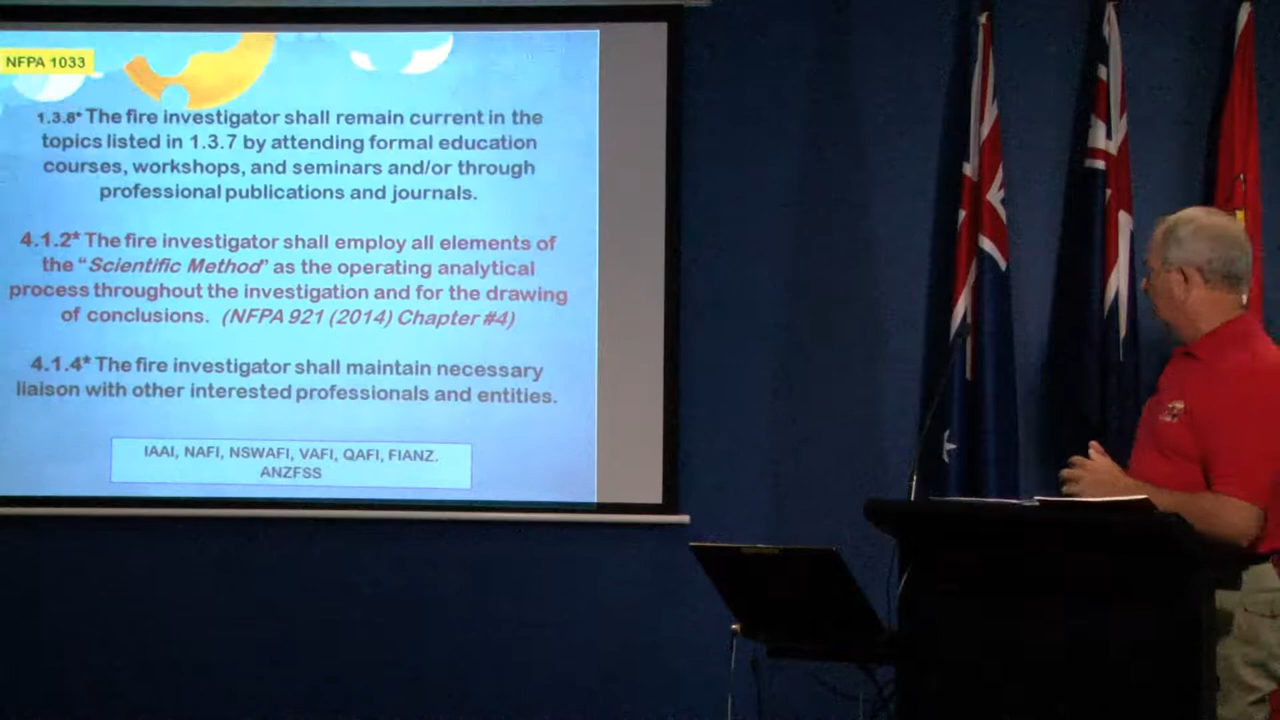 NFPA 1033
1.3.8* The fire investigator shall remain current in the
topics listed in 1.3.7 by attending formal education
courses, workshops, and seminars and/or through
professional publications and journals.
4.1.2* The fire investigator shall employ all elements of
the “Scientific Method” as the operating analytical
process throughout the investigation and for the drawing
of conclusions. (NFPA 921 (2014) Chapter #4)
4.1.4* The fire investigator shall maintain necessary
liaison with other interested professionals and entities.
IAAI, NAFI, NSWAFI, VAFI, QAFI, FIANZ.
ANZFSS